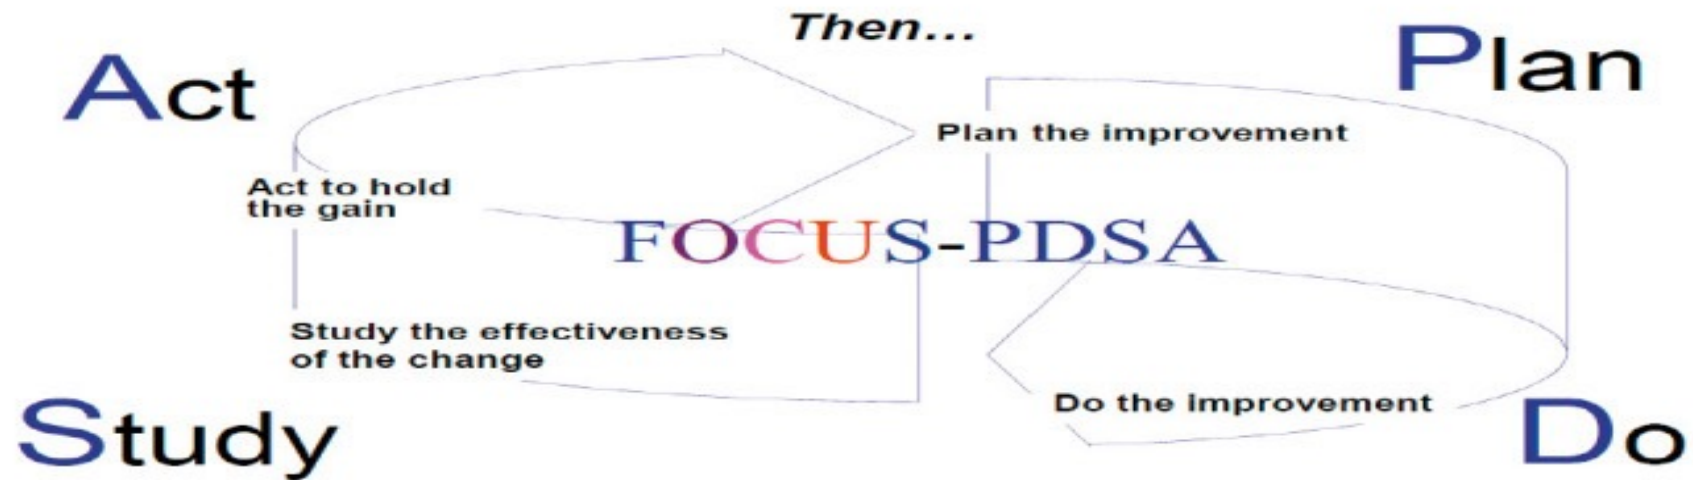 Then...
Act
Plan
Plan the improvement
Act to hold
the gain
FOCUS-PDSA
Study the effectiveness
of the change
Do the improvement
Study
Do